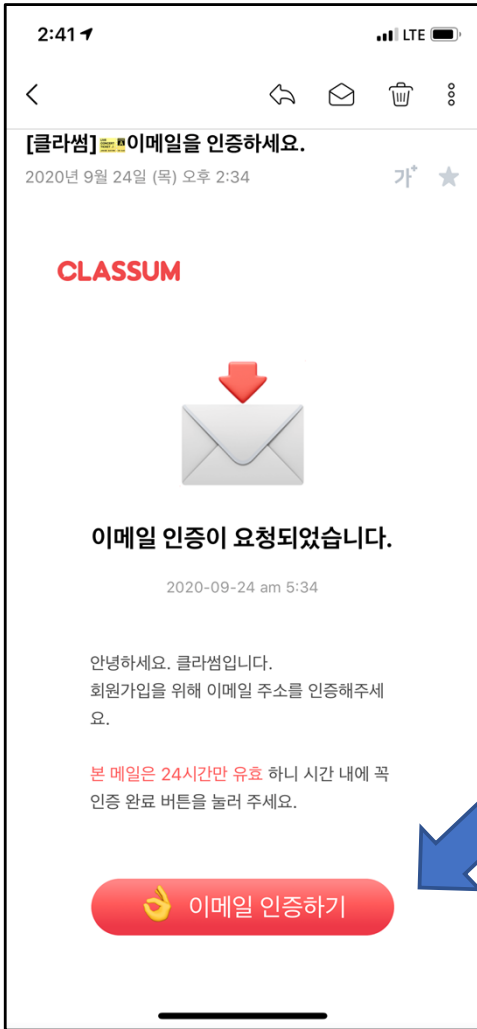 2:41 LTE
[클라썸] 이메일을 인증하세요.
2020년 9월 24일 (목) 오후 2:34 가+
CLASSUM
이메일 인증이 요청되었습니다.
2020-09-24 am 5:34
안녕하세요. 클라썸입니다.
회원가입을 위해 이메일 주소를 인증해주세
요.
본 메일은 24시간만 유효 하니 시간 내에 꼭
인증 완료 버튼을 눌러 주세요.
이메일 인증하기